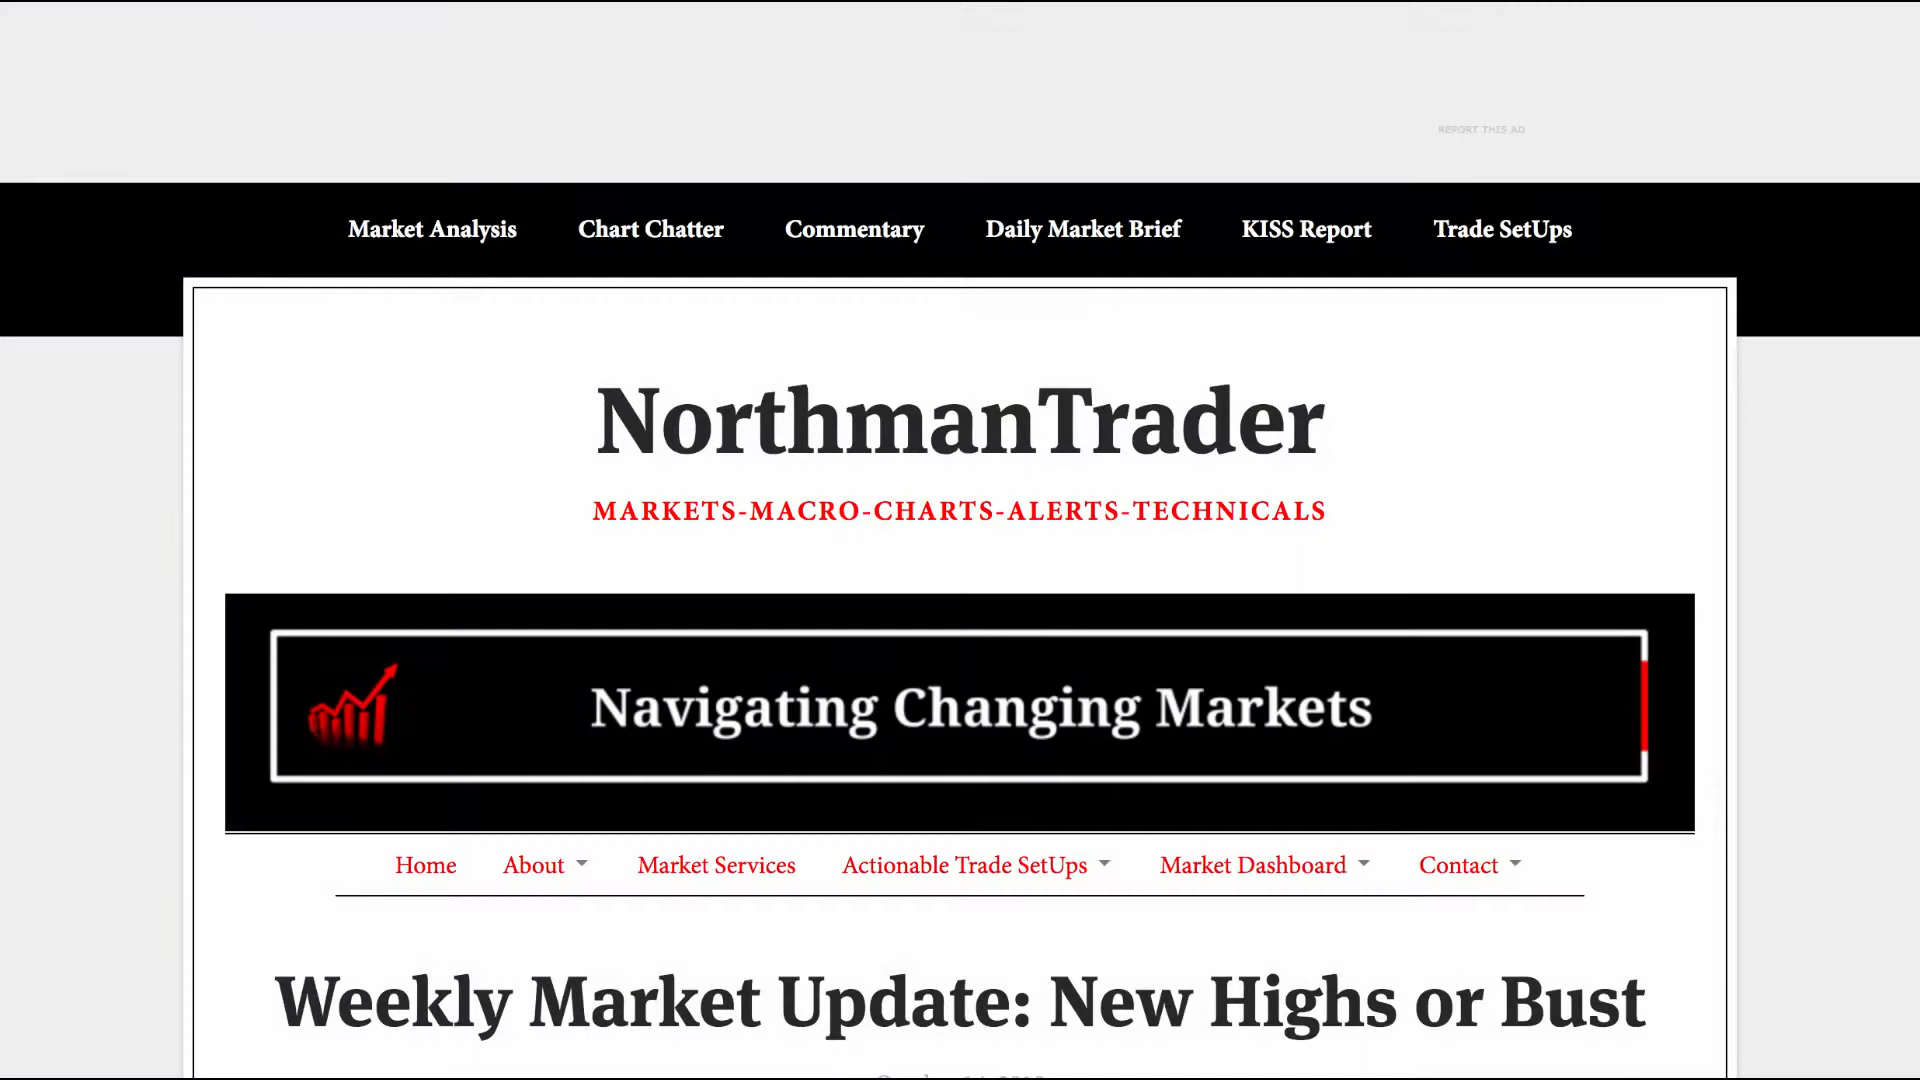 REPORT THIS AD
Market Analysis Chart Chatter Commentary Daily Market Brief KISS Report Trade SetUps
NorthmanTrader
MARKETS-MACRO-CHARTS-ALERTS-TECHNICALS
Navigating Changing Markets
Home About Market Services Actionable Trade SetUps Market Dashboard Contact
Weekly Market Update: New Highs or Bust